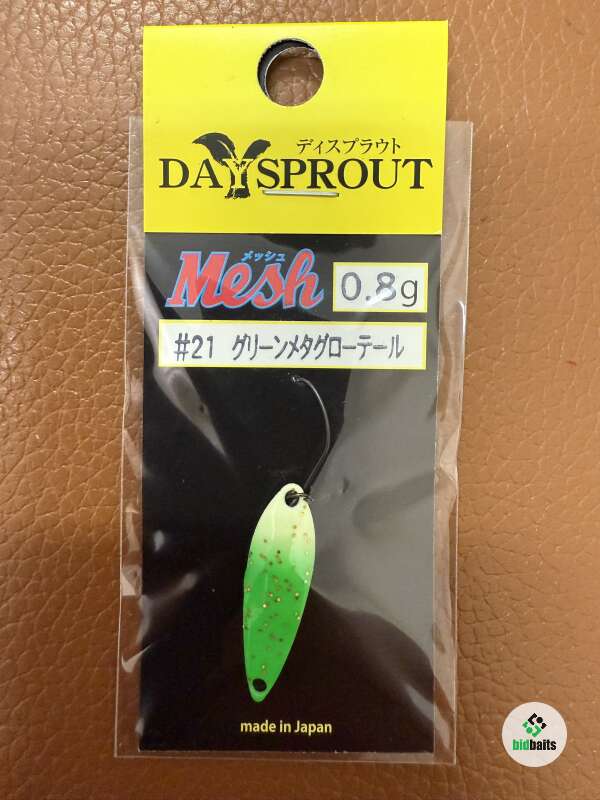 ディスプラウト
DAYSPROUT
メッシュ
Mesh 0.8g
#21 グリーンメタグローテール
made in Japan
bidbaits